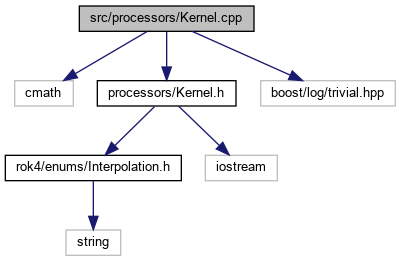 src/processors/Kernel.cpp
cmath
processors/Kernel.h
boost/log/trivial.hpp
rok4/enums/Interpolation.h
iostream
string